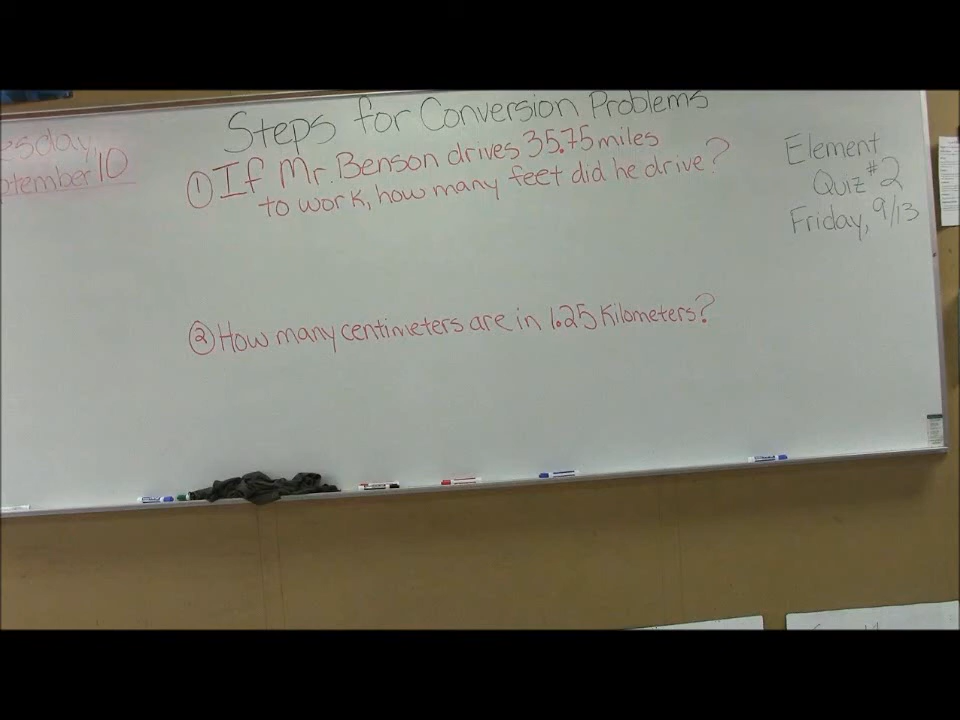 Steps for Conversion Problems
① If Mr. Benson drives 35.75 miles
to work, how many feet did he drive?
② How many centimeters are in 1.25 Kilometers?
Element
Quiz #2
Friday, 9/13
esday,
tember 10